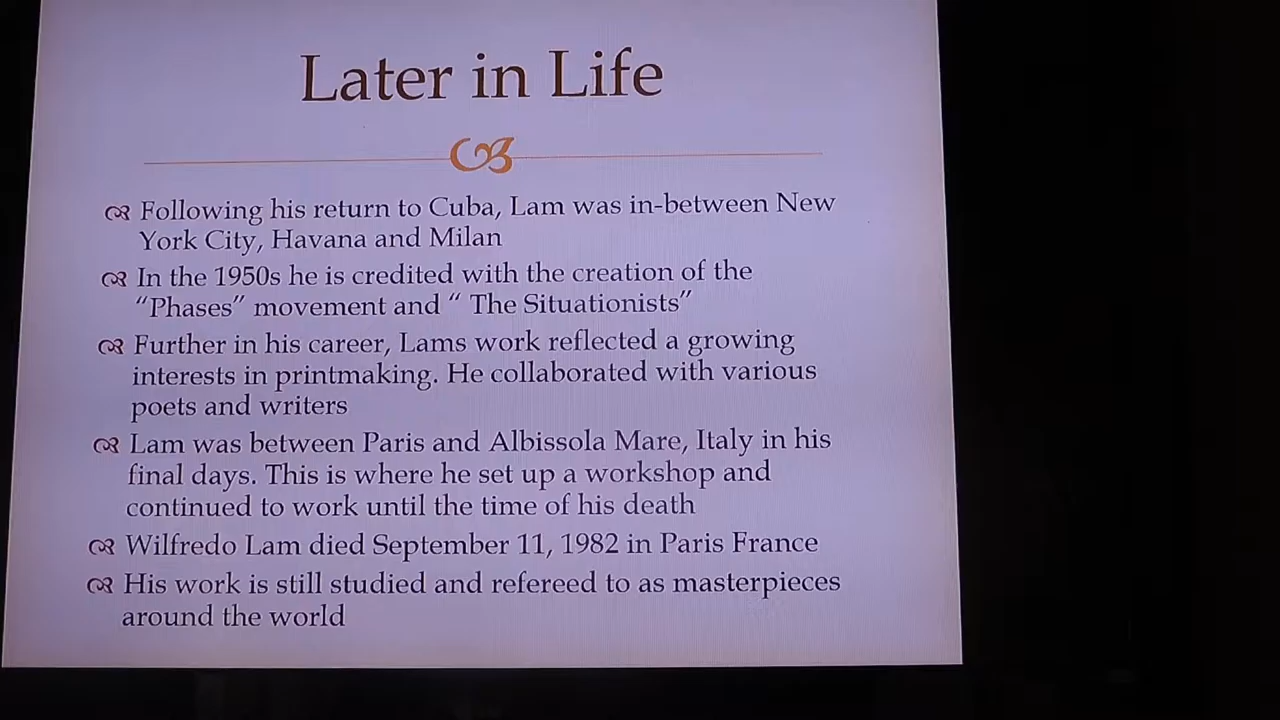 Later in Life
Following his return to Cuba, Lam was in-between New
York City, Havana and Milan
In the 1950s he is credited with the creation of the
“Phases” movement and “ The Situationists”
Further in his career, Lams work reflected a growing
interests in printmaking. He collaborated with various
poets and writers
Lam was between Paris and Albissola Mare, Italy in his
final days. This is where he set up a workshop and
continued to work until the time of his death
Wilfredo Lam died September 11, 1982 in Paris France
His work is still studied and refereed to as masterpieces
around the world